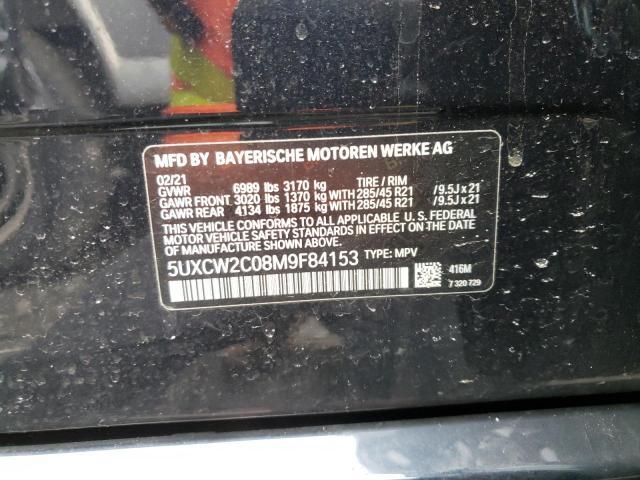 MFD BY BAYERISCHE MOTOREN WERKE AG
02/21
GVWR 6989 lbs 3170 kg TIRE / RIM
GAWR FRONT 3020 lbs 1370 kg WITH 285/45 R21 /9.5J x 21
GAWR REAR 4134 lbs 1875 kg WITH 285/45 R21 /9.5J x 21
THIS VEHICLE CONFORMS TO ALL APPLICABLE U. S. FEDERAL
MOTOR VEHICLE SAFETY STANDARDS IN EFFECT ON THE DATE
OF MANUFACTURE SHOWN ABOVE.
5UXCW2C08M9F84153 TYPE: MPV
416M
7 320 729